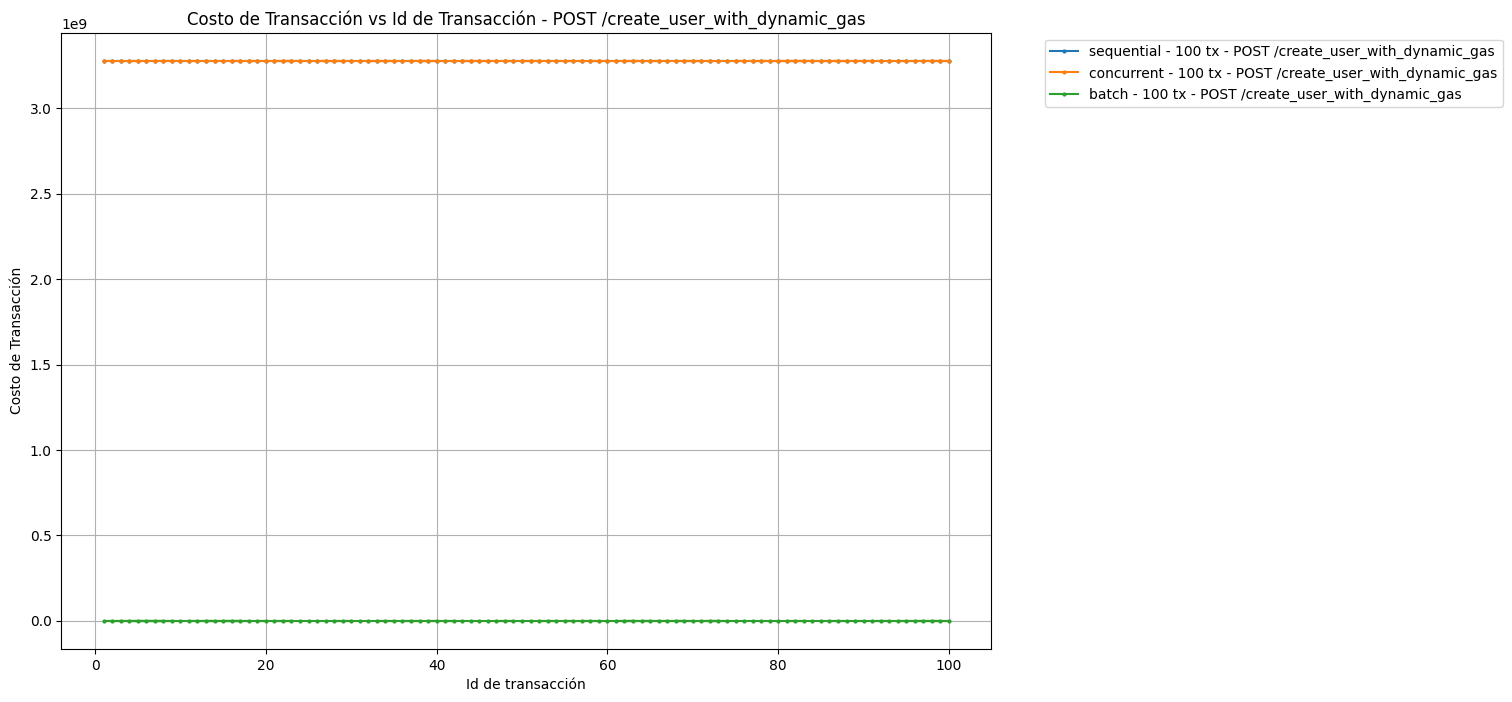 Costo de Transacción vs Id de Transacción - POST /create_user_with_dynamic_gas
1e9
3.0
2.5
2.0
1.5
1.0
0.5
0.0
Costo de Transacción
0 20 40 60 80 100
Id de transacción
sequential - 100 tx - POST /create_user_with_dynamic_gas
concurrent - 100 tx - POST /create_user_with_dynamic_gas
batch - 100 tx - POST /create_user_with_dynamic_gas